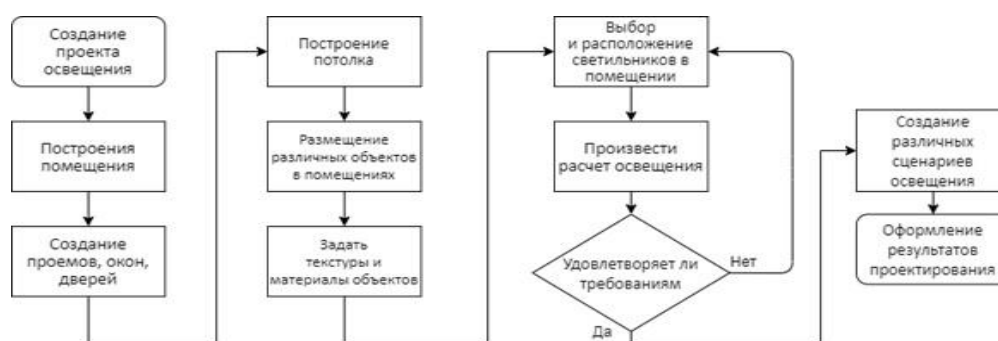 Создание
проекта
освещения
Построения
помещения
Создание
проемов, окон,
дверей
Построение
потолка
Размещение
различных объектов
в помещениях
Задать
текстуры и
материалы объектов
Выбор
и расположение
светильников в
помещении
Произвести
расчет освещения
Удовлетворяет ли
требованиям
Нет
Да
Создание
различных
сценариев
освещения
Оформление
результатов
проектирования